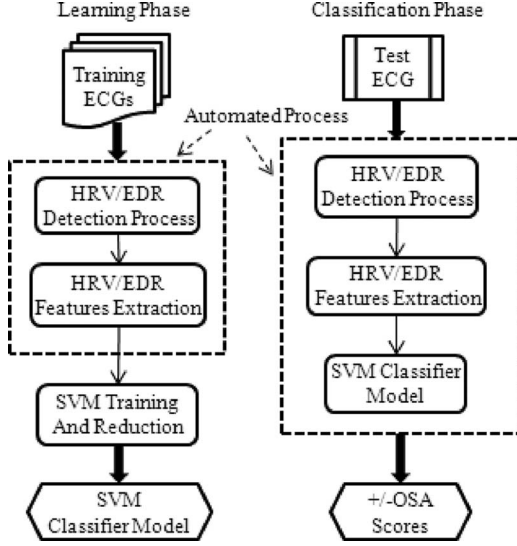 Learning Phase
Training
ECGs
HRV/EDR
Detection Process
HRV/EDR
Features Extraction
SVM Training
And Reduction
SVM
Classifier Model
Automated Process
Classification Phase
Test
ECG
HRV/EDR
Detection Process
HRV/EDR
Features Extraction
SVM Classifier
Model
+/-OSA
Scores